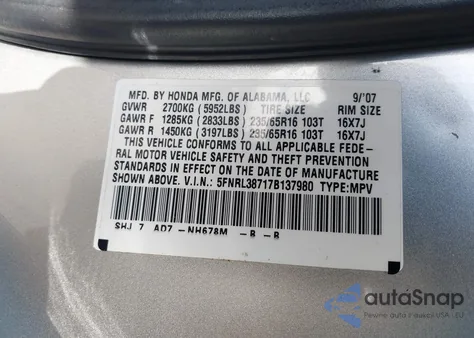 MFD. BY HONDA MFG. OF ALABAMA, LLC 9/'07
GVWR 2700KG (5952LBS) TIRE SIZE RIM SIZE
GAWR F 1285KG (2833LBS) 235/65R16 103T 16X7J
GAWR R 1450KG (3197LBS) 235/65R16 103T 16X7J
THIS VEHICLE CONFORMS TO ALL APPLICABLE FEDE-
RAL MOTOR VEHICLE SAFETY AND THEFT PREVENTION
STANDARDS IN EFFECT ON THE DATE OF MANUFACTURE
SHOWN ABOVE. V.I.N.: 5FNRL38717B137980 TYPE:MPV
SHJ 7 AD7 -NH678M -B -B
autoSnap